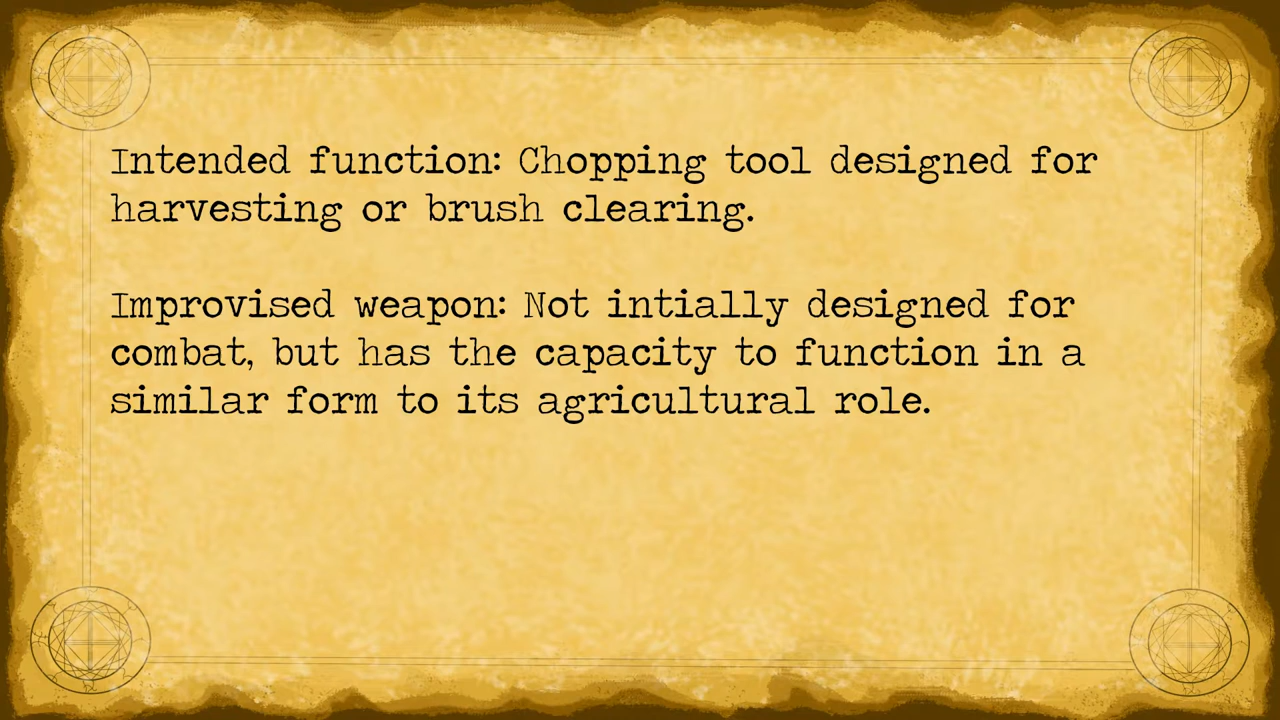 Intended function: Chopping tool designed for
harvesting or brush clearing.
Improvised weapon: Not intially designed for
combat, but has the capacity to function in a
similar form to its agricultural role.